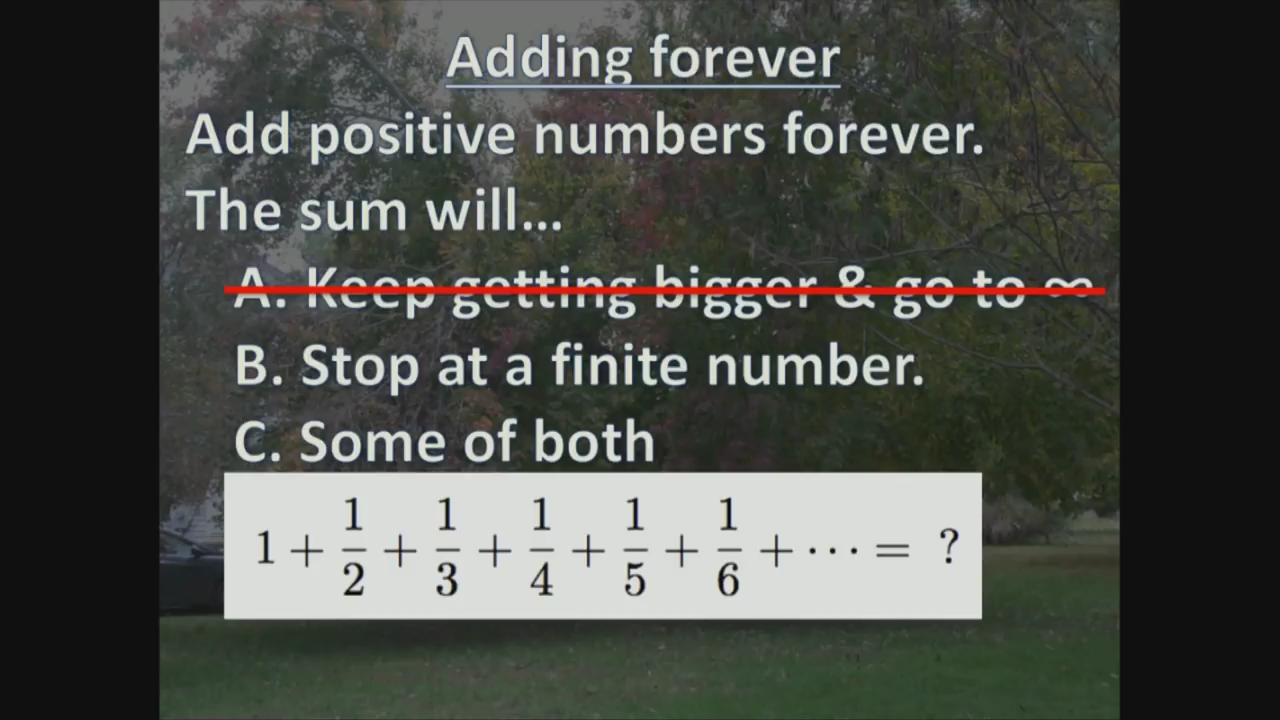 Adding forever
Add positive numbers forever.
The sum will...
A. Keep getting bigger & go to ∞
B. Stop at a finite number.
C. Some of both
1 + 1/2 + 1/3 + 1/4 + 1/5 + 1/6 + ⋯ = ?